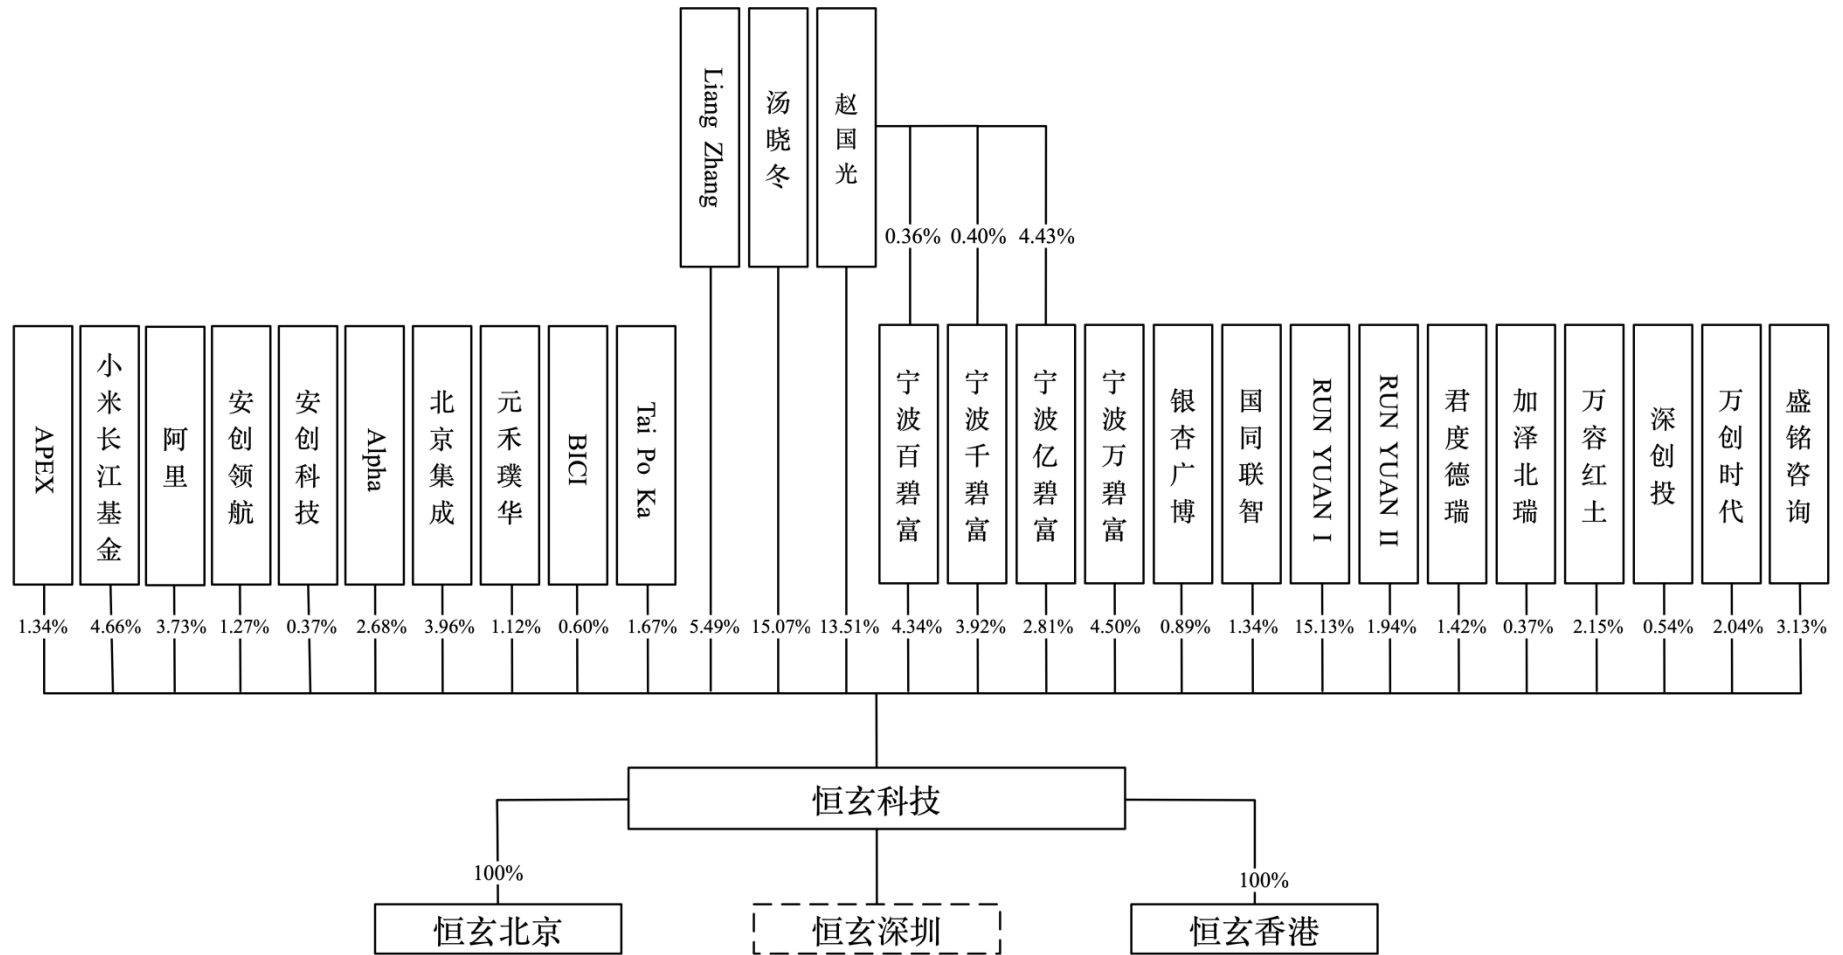 Liang Zhang
汤晓冬
赵国光
0.36%
0.40%
4.43%
APEX
小米长江基金
阿里
安创领航
安创科技
Alpha
北京集成
元禾璞华
BICI
Tai Po Ka
宁波百碧富
宁波千碧富
宁波亿碧富
宁波万碧富
银杏广博
国同联智
RUN YUAN I
RUN YUAN II
君度德瑞
加泽北瑞
万容红土
深创投
万创时代
盛铭咨询
1.34%
4.66%
3.73%
1.27%
0.37%
2.68%
3.96%
1.12%
0.60%
1.67%
5.49%
15.07%
13.51%
4.34%
3.92%
2.81%
4.50%
0.89%
1.34%
15.13%
1.94%
1.42%
0.37%
2.15%
0.54%
2.04%
3.13%
恒玄科技
100%
100%
恒玄北京
恒玄深圳
恒玄香港